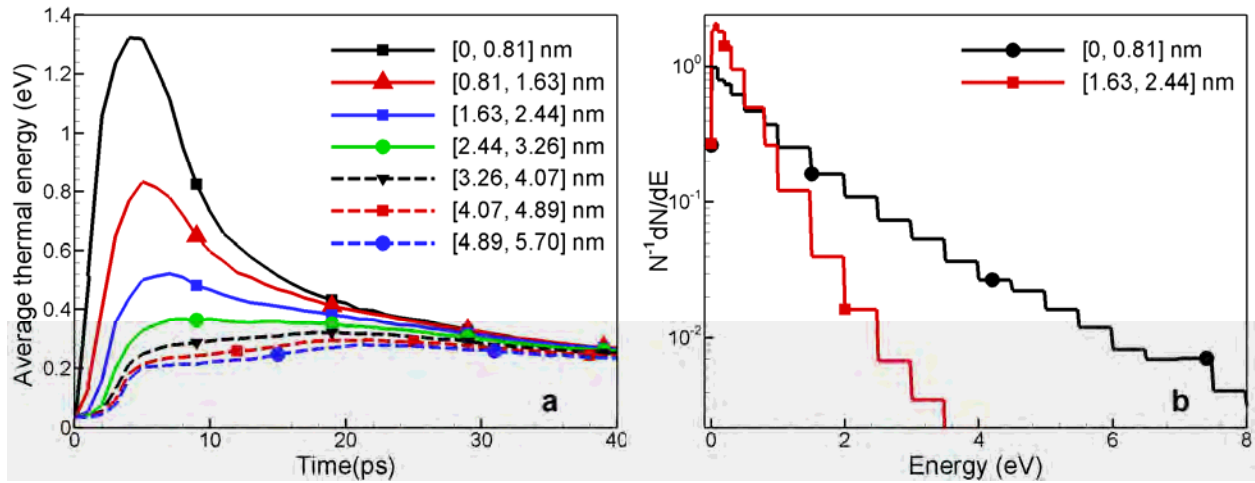 Average thermal energy (eV)
1.4
1.2
1
0.8
0.6
0.4
0.2
0
0
10
20
30
40
Time(ps)
[0, 0.81] nm
[0.81, 1.63] nm
[1.63, 2.44] nm
[2.44, 3.26] nm
[3.26, 4.07] nm
[4.07, 4.89] nm
[4.89, 5.70] nm
a
N⁻¹dN/dE
10⁰
10⁻¹
10⁻²
0
2
4
6
8
Energy (eV)
[0, 0.81] nm
[1.63, 2.44] nm
b